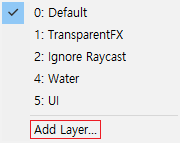 0: Default
1: TransparentFX
2: Ignore Raycast
4: Water
5: UI
Add Layer...